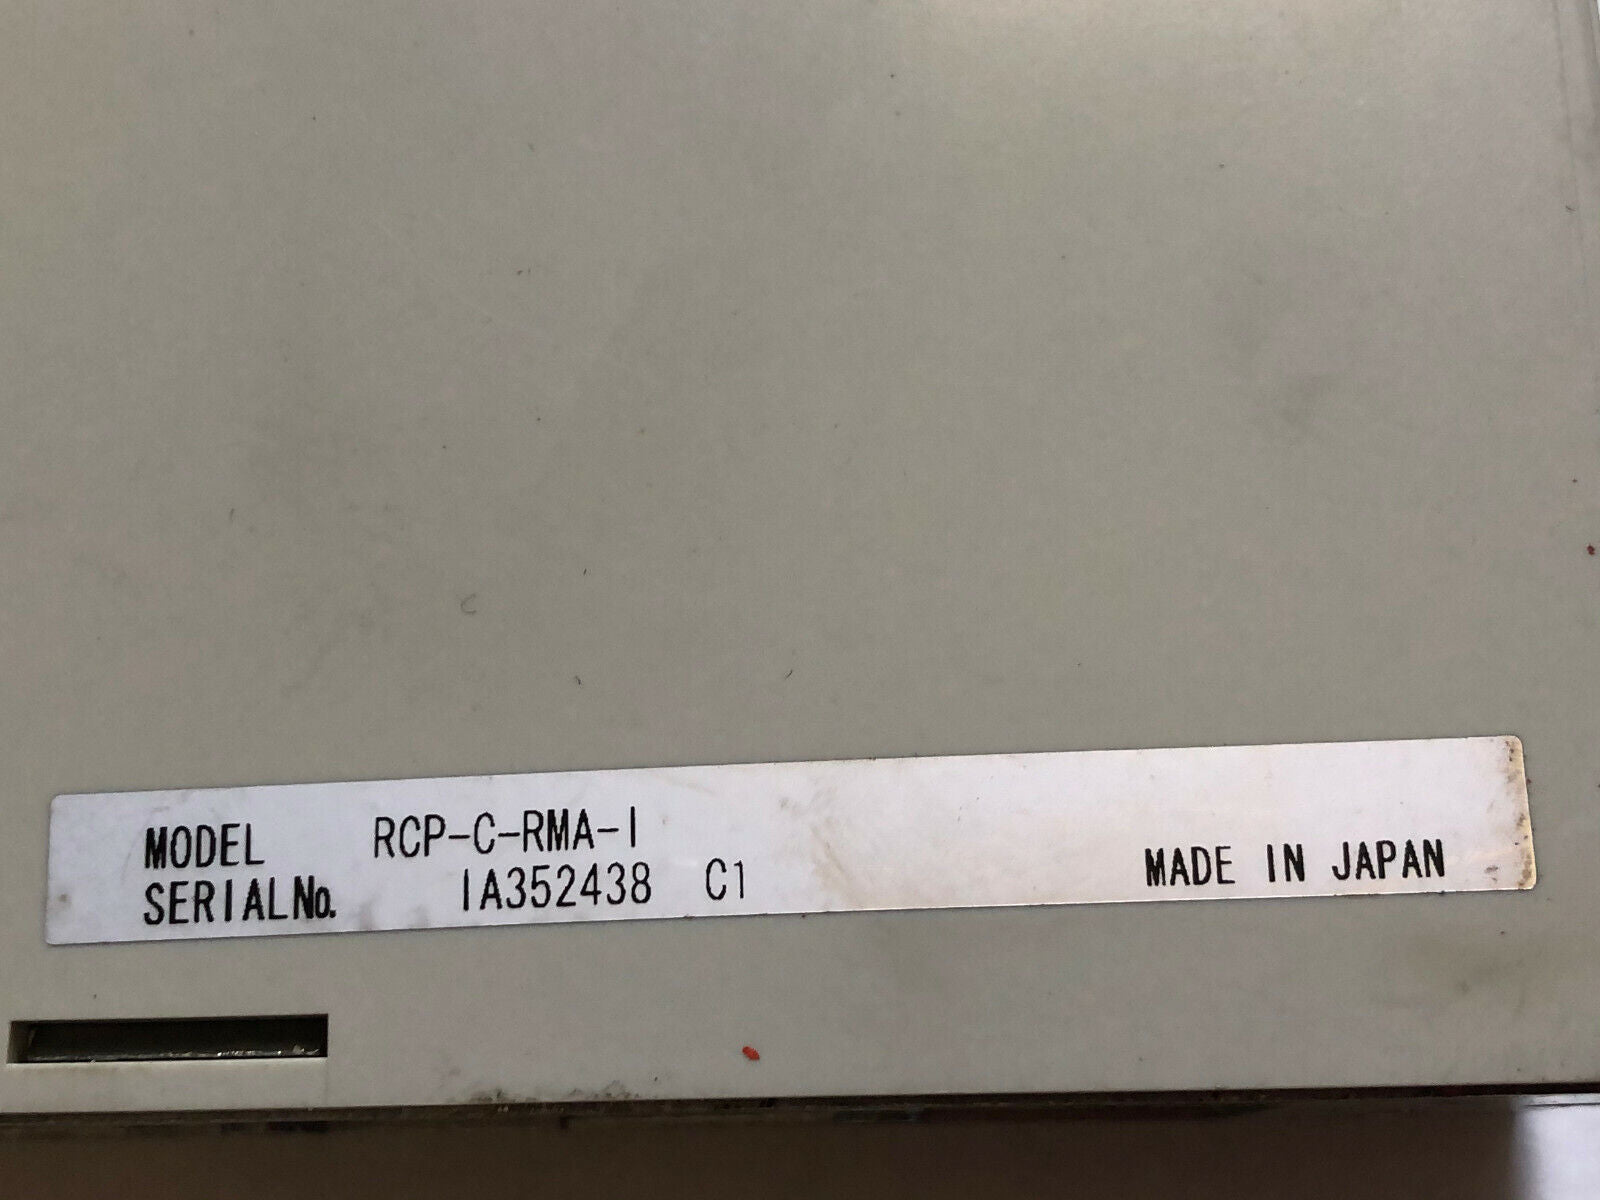 MODEL RCP-C-RMA-I
SERIALNo. IA352438 C1
MADE IN JAPAN